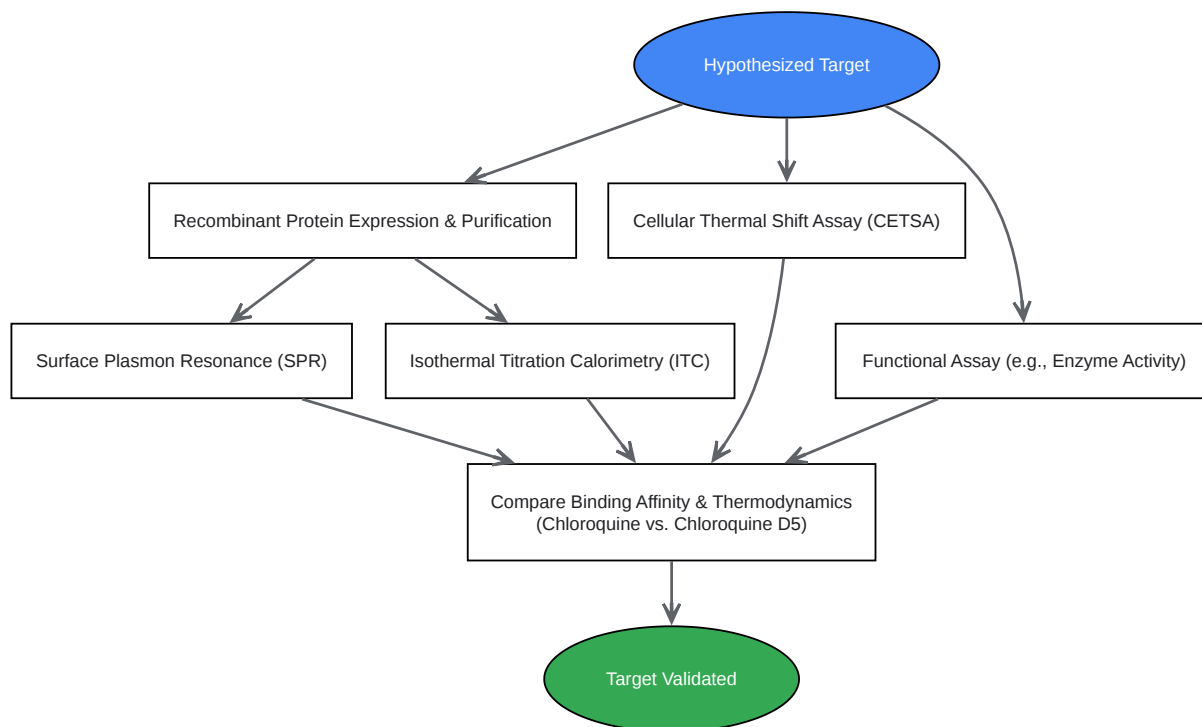 Hypothesized Target
Recombinant Protein Expression & Purification
Cellular Thermal Shift Assay (CETSA)
Surface Plasmon Resonance (SPR)
Isothermal Titration Calorimetry (ITC)
Functional Assay (e.g., Enzyme Activity)
Compare Binding Affinity & Thermodynamics
(Chloroquine vs. Chloroquine D5)
Target Validated